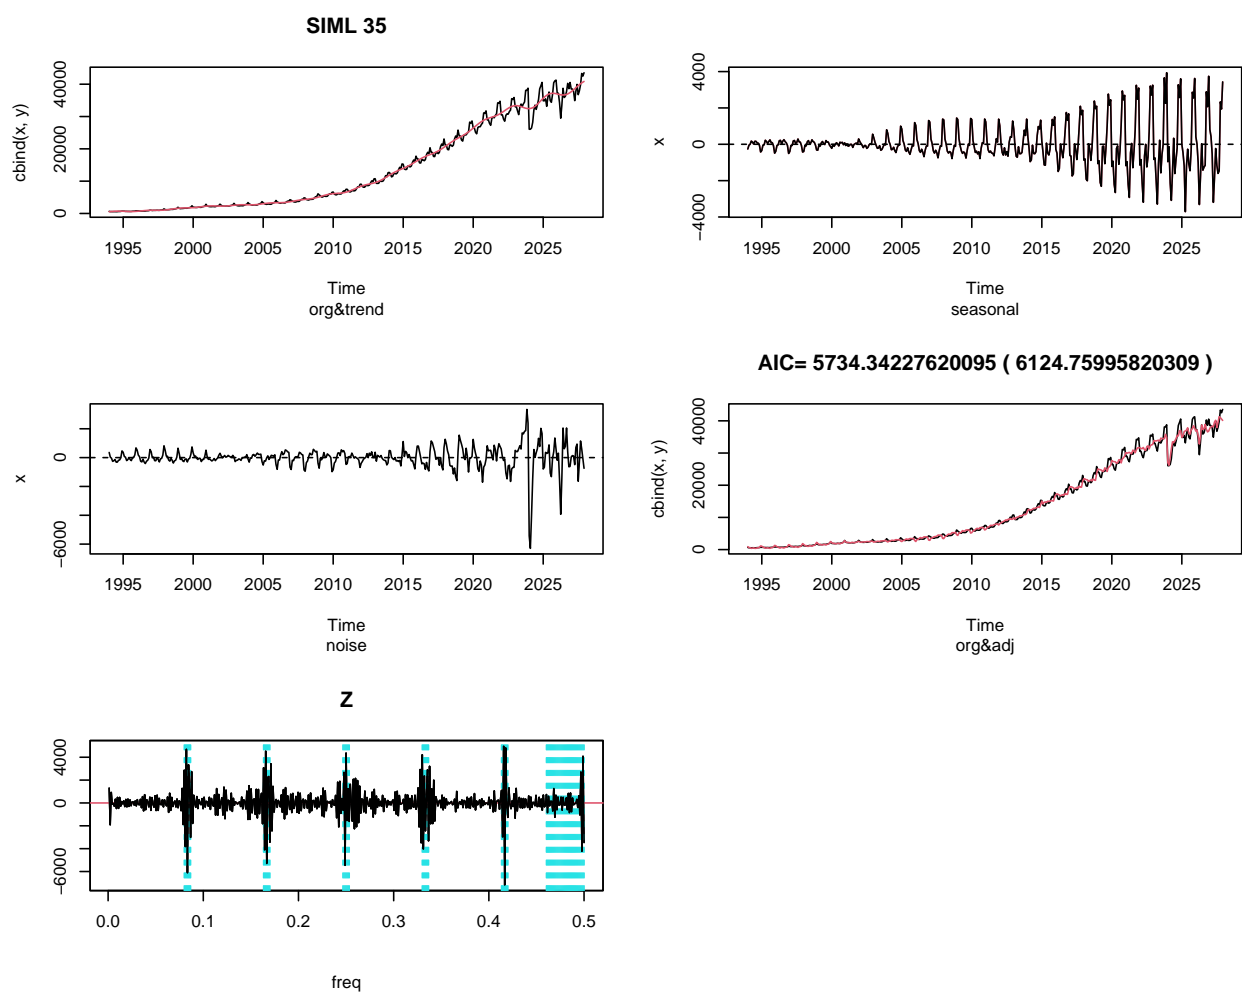 SIML 35
cbind(x, y)
0 20000 40000
1995 2000 2005 2010 2015 2020 2025
Time
org&trend
x
−4000 0 4000
1995 2000 2005 2010 2015 2020 2025
Time
seasonal
x
−6000 0
1995 2000 2005 2010 2015 2020 2025
Time
noise
AIC= 5734.34227620095 ( 6124.75995820309 )
cbind(x, y)
0 20000 40000
1995 2000 2005 2010 2015 2020 2025
Time
org&adj
Z
−6000 0 4000
0.0 0.1 0.2 0.3 0.4 0.5
freq